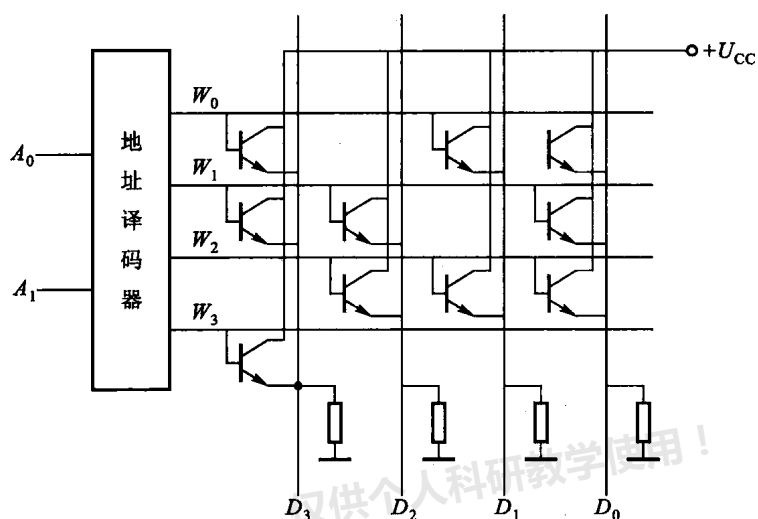 +U_CC
W_0
地址译码器
A_0
W_1
W_2
A_1
W_3
仅供个人科研教学使用！
D_3
D_2
D_1
D_0